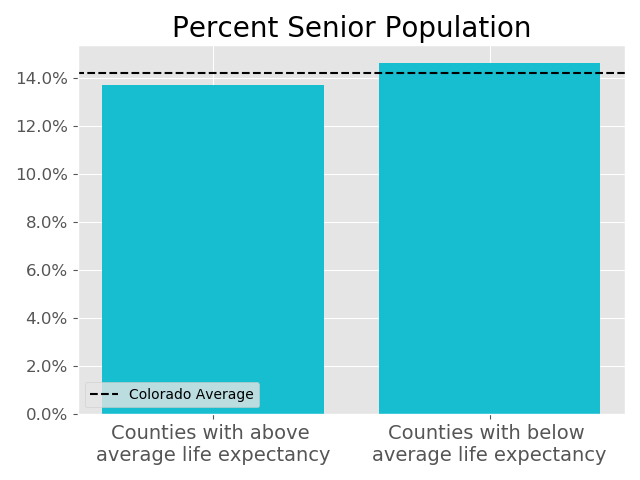 Percent Senior Population
14.0%
12.0%
10.0%
8.0%
6.0%
4.0%
2.0%
0.0%
Colorado Average
Counties with above
average life expectancy
Counties with below
average life expectancy